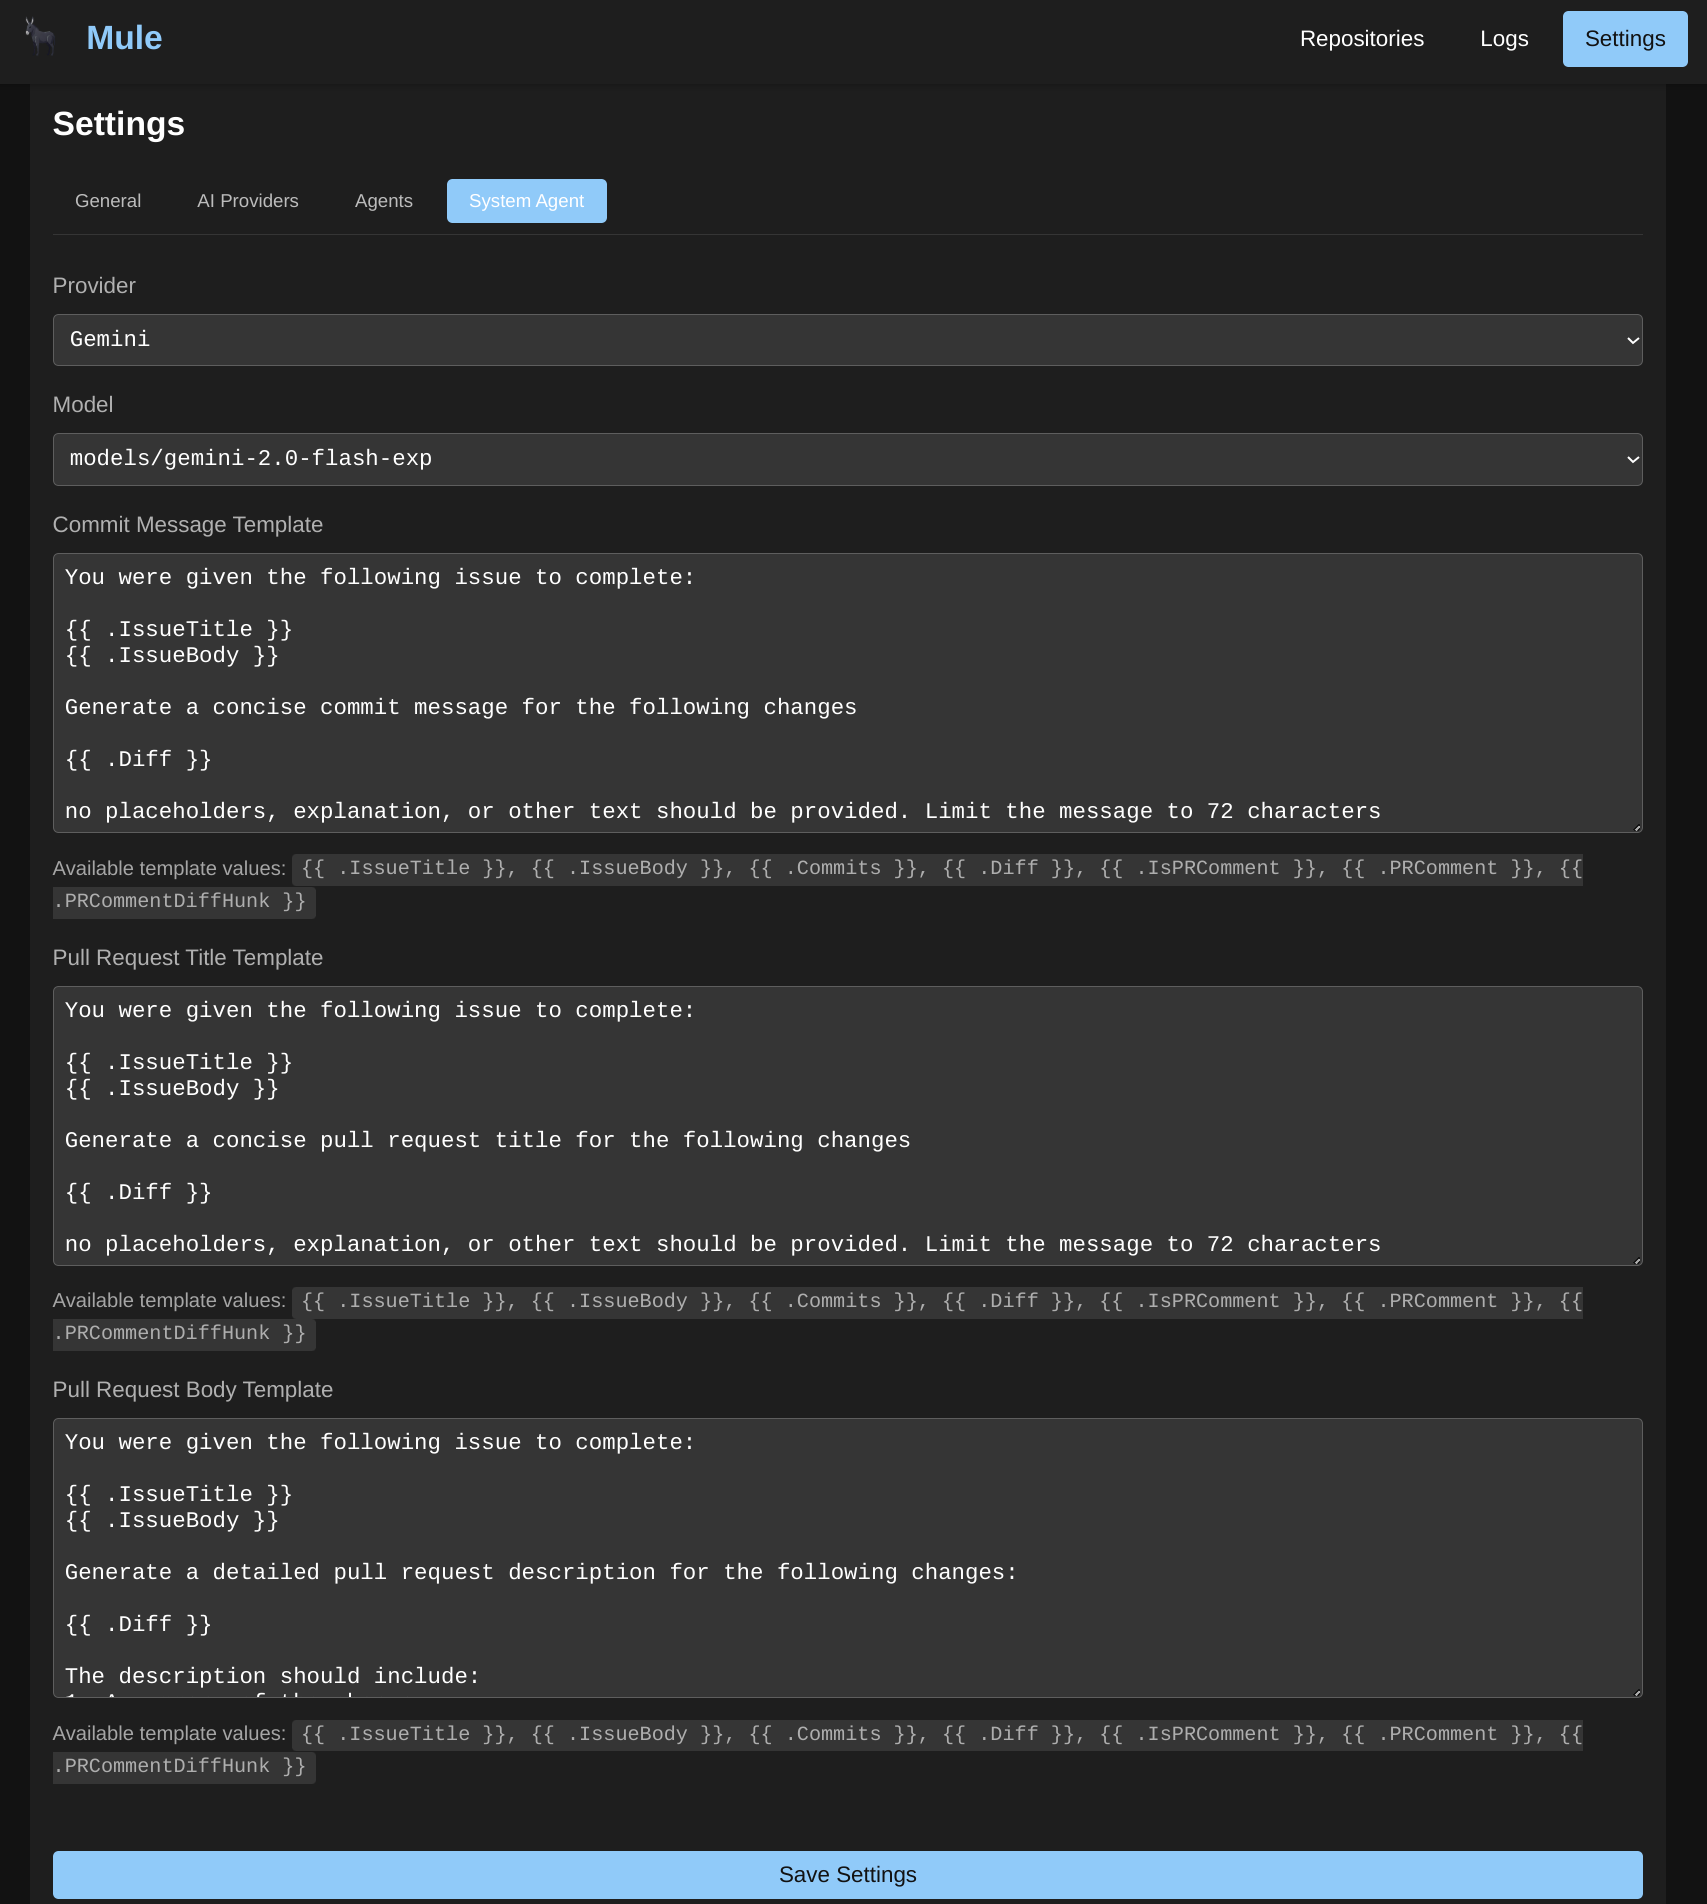 Mule
Repositories
Logs
Settings
Settings
General
AI Providers
Agents
System Agent
Provider
Gemini
Model
models/gemini-2.0-flash-exp
Commit Message Template
You were given the following issue to complete:
{{ .IssueTitle }}
{{ .IssueBody }}
Generate a concise commit message for the following changes
{{ .Diff }}
no placeholders, explanation, or other text should be provided. Limit the message to 72 characters
Available template values: {{ .IssueTitle }}, {{ .IssueBody }}, {{ .Commits }}, {{ .Diff }}, {{ .IsPRComment }}, {{ .PRComment }}, {{
.PRCommentDiffHunk }}
Pull Request Title Template
You were given the following issue to complete:
{{ .IssueTitle }}
{{ .IssueBody }}
Generate a concise pull request title for the following changes
{{ .Diff }}
no placeholders, explanation, or other text should be provided. Limit the message to 72 characters
Available template values: {{ .IssueTitle }}, {{ .IssueBody }}, {{ .Commits }}, {{ .Diff }}, {{ .IsPRComment }}, {{ .PRComment }}, {{
.PRCommentDiffHunk }}
Pull Request Body Template
You were given the following issue to complete:
{{ .IssueTitle }}
{{ .IssueBody }}
Generate a detailed pull request description for the following changes:
{{ .Diff }}
The description should include:
Available template values: {{ .IssueTitle }}, {{ .IssueBody }}, {{ .Commits }}, {{ .Diff }}, {{ .IsPRComment }}, {{ .PRComment }}, {{
.PRCommentDiffHunk }}
Save Settings